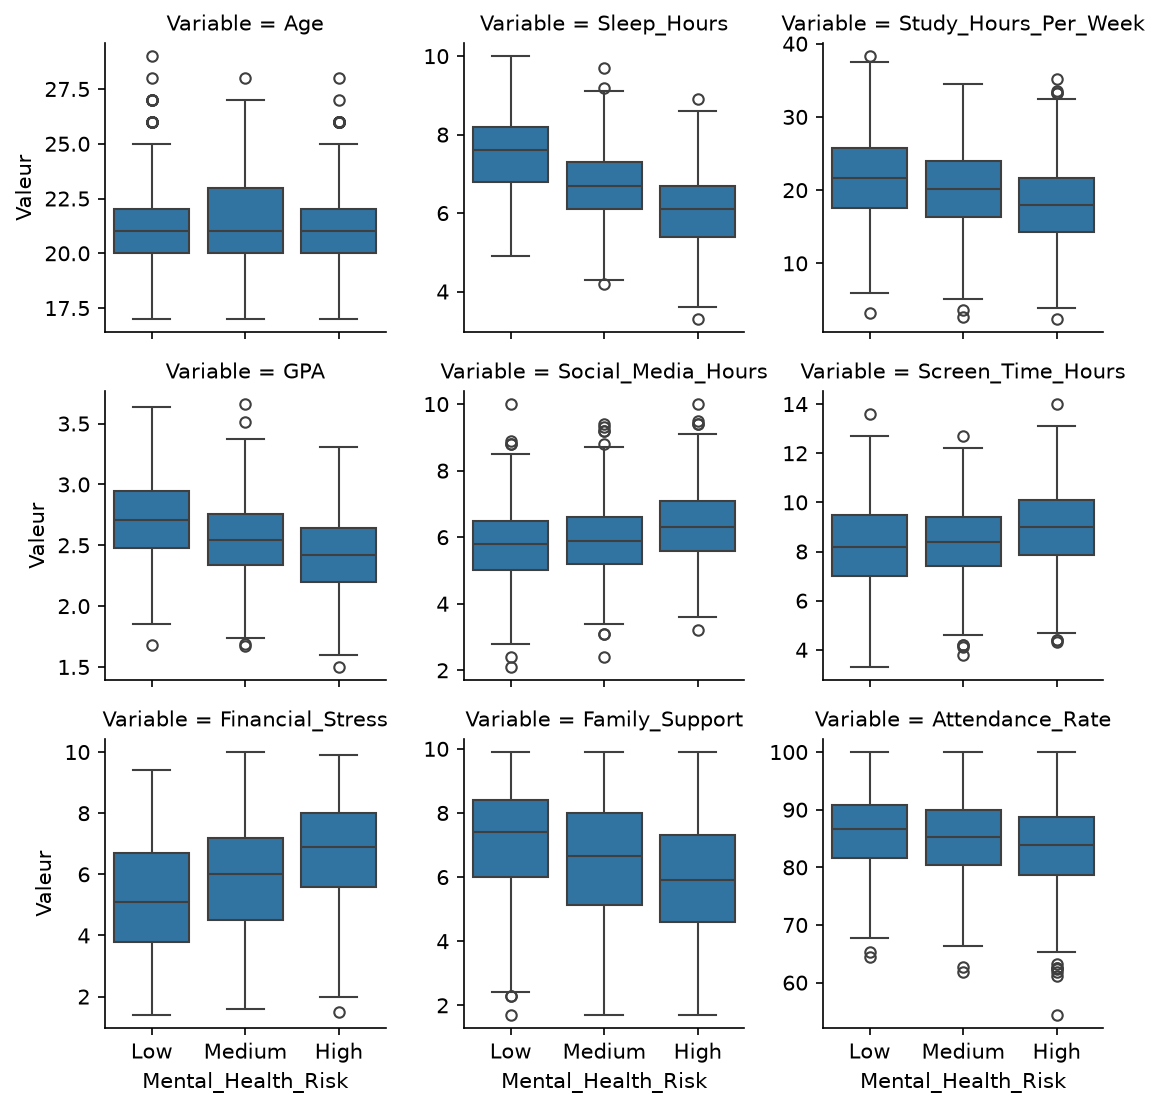 Variable = Age
Variable = Sleep_Hours
Variable = Study_Hours_Per_Week
Valeur
27.5
25.0
22.5
20.0
17.5
10
8
6
4
40
30
20
10
Variable = GPA
Variable = Social_Media_Hours
Variable = Screen_Time_Hours
Valeur
3.5
3.0
2.5
2.0
1.5
10
8
6
4
2
14
12
10
8
6
4
Variable = Financial_Stress
Variable = Family_Support
Variable = Attendance_Rate
Valeur
10
8
6
4
2
10
8
6
4
2
100
90
80
70
60
Low Medium High
Mental_Health_Risk
Low Medium High
Mental_Health_Risk
Low Medium High
Mental_Health_Risk